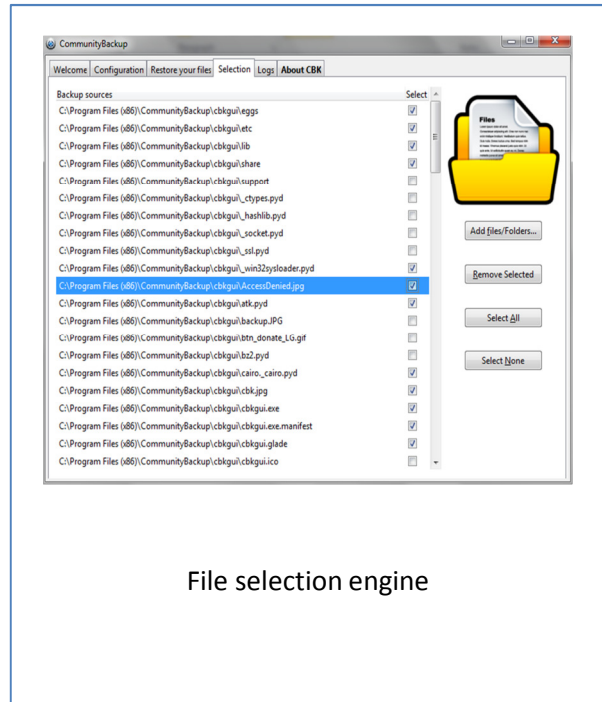 CommunityBackup
Welcome Configuration Restore your files Selection Logs About CBK
Backup sources Select
C:\Program Files (x86)\CommunityBackup\cbkgui\eggs
C:\Program Files (x86)\CommunityBackup\cbkgui\etc
C:\Program Files (x86)\CommunityBackup\cbkgui\lib
C:\Program Files (x86)\CommunityBackup\cbkgui\share
C:\Program Files (x86)\CommunityBackup\cbkgui\support
C:\Program Files (x86)\CommunityBackup\cbkgui\_ctypes.pyd
C:\Program Files (x86)\CommunityBackup\cbkgui\_hashlib.pyd
C:\Program Files (x86)\CommunityBackup\cbkgui\_socket.pyd
C:\Program Files (x86)\CommunityBackup\cbkgui\_ssl.pyd
C:\Program Files (x86)\CommunityBackup\cbkgui\_win32sysloader.pyd
C:\Program Files (x86)\CommunityBackup\cbkgui\AccessDenied.jpg
C:\Program Files (x86)\CommunityBackup\cbkgui\atk.pyd
C:\Program Files (x86)\CommunityBackup\cbkgui\backup.JPG
C:\Program Files (x86)\CommunityBackup\cbkgui\btn_donate_LG.gif
C:\Program Files (x86)\CommunityBackup\cbkgui\bz2.pyd
C:\Program Files (x86)\CommunityBackup\cbkgui\cairo._cairo.pyd
C:\Program Files (x86)\CommunityBackup\cbkgui\cbk.jpg
C:\Program Files (x86)\CommunityBackup\cbkgui\cbkgui.exe
C:\Program Files (x86)\CommunityBackup\cbkgui\cbkgui.exe.manifest
C:\Program Files (x86)\CommunityBackup\cbkgui\cbkgui.glade
C:\Program Files (x86)\CommunityBackup\cbkgui\cbkgui.ico
Files
Add files/Folders...
Remove Selected
Select All
Select None
File selection engine